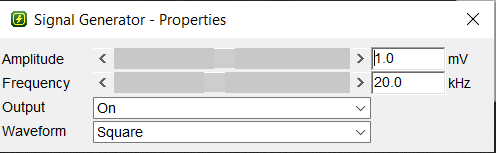 Signal Generator - Properties
Amplitude 1.0 mV
Frequency 20.0 kHz
Output On
Waveform Square